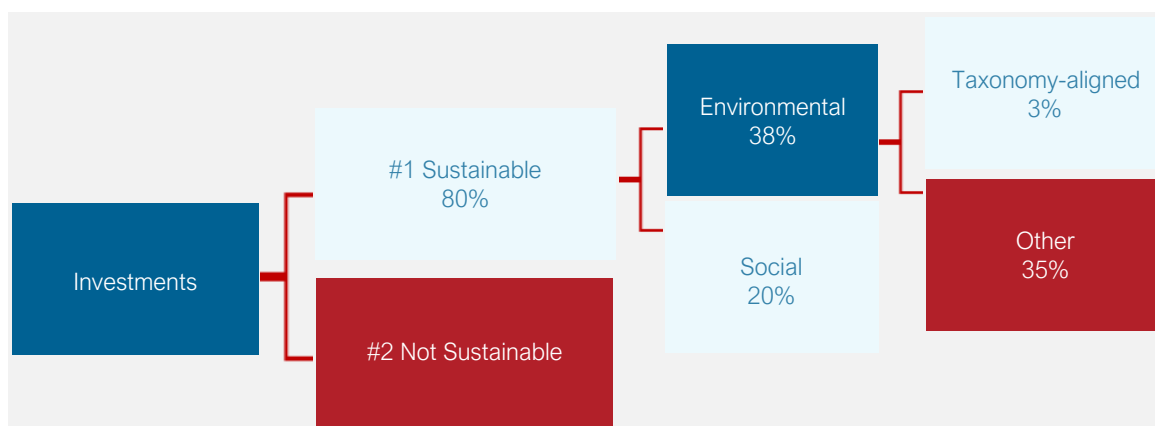 Investments
#1 Sustainable
80%
#2 Not Sustainable
Environmental
38%
Social
20%
Taxonomy-aligned
3%
Other
35%